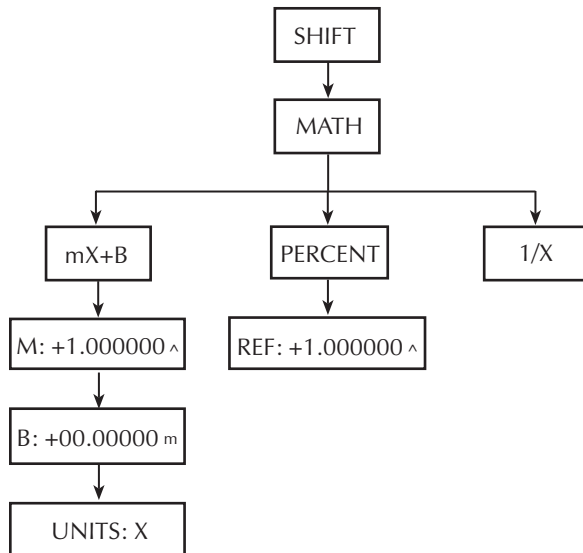 SHIFT
MATH
mX+B
PERCENT
1/X
M: +1.000000 ^
REF: +1.000000 ^
B: +00.00000 m
UNITS: X